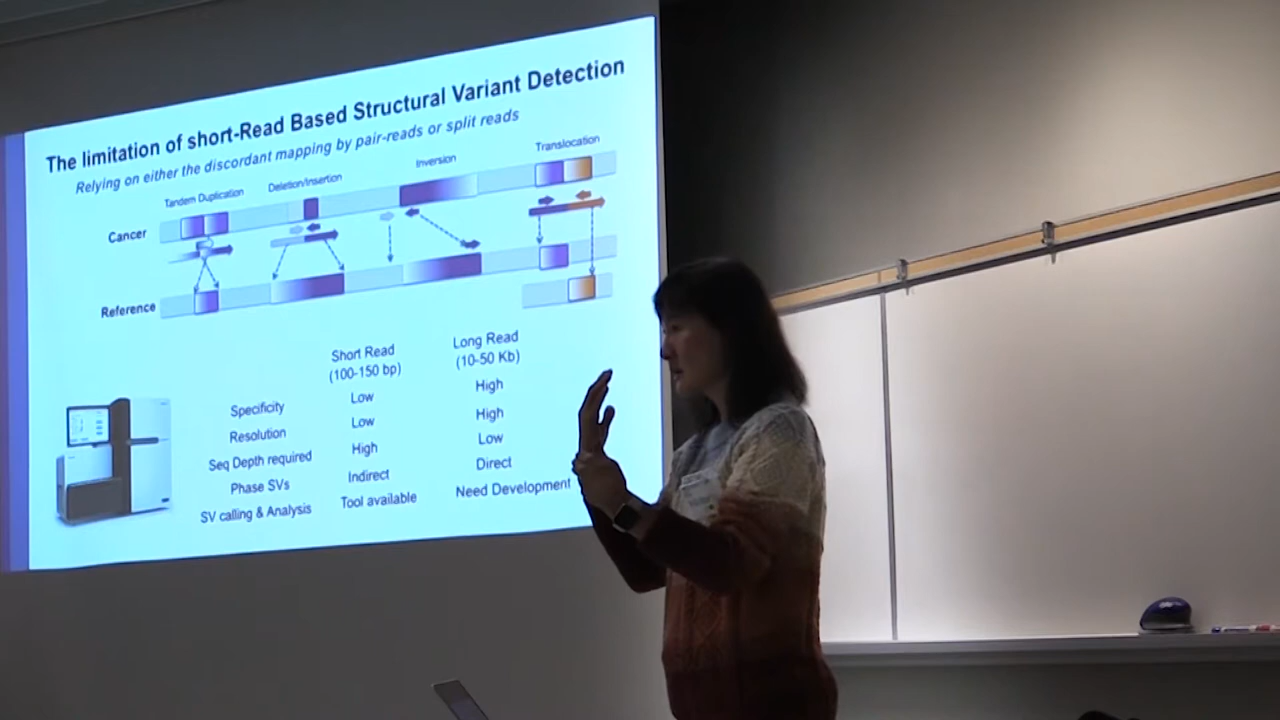 The limitation of short-Read Based Structural Variant Detection
Relying on either the discordant mapping by pair-reads or split reads
Tandem Duplication Deletion/Insertion Inversion Translocation
Cancer
Reference
Short Read Long Read
(100-150 bp) (10-50 Kb)
Specificity Low High
Resolution Low High
Seq Depth required High Low
Phase SVs Indirect Direct
SV calling & Analysis Tool available Need Development